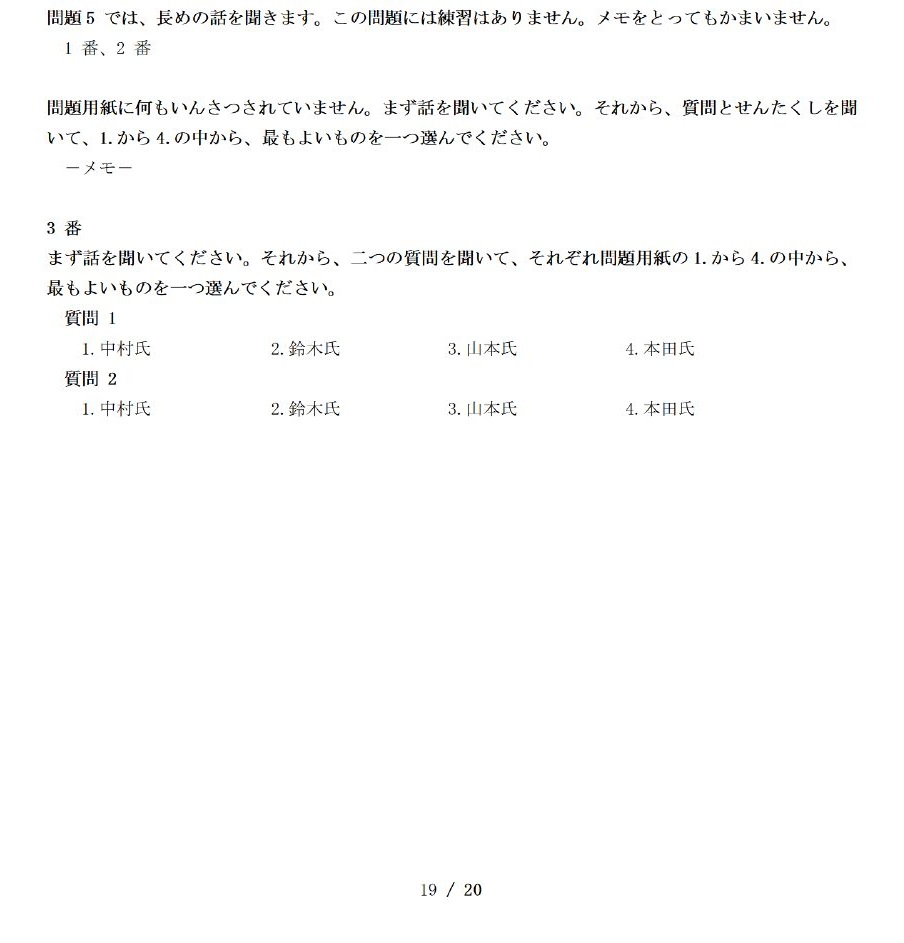 問題5 では、長めの話を聞きます。この問題には練習はありません。メモをとってもかまいません。
1 番、2 番
問題用紙に何もいんさつされていません。まず話を聞いてください。それから、質問とせんたくしを聞
いて、1.から4.の中から、最もよいものを一つ選んでください。
－メモ－
3 番
まず話を聞いてください。それから、二つの質問を聞いて、それぞれ問題用紙の1.から4.の中から、
最もよいものを一つ選んでください。
質問 1
1.中村氏 2.鈴木氏 3.山本氏 4.本田氏
質問 2
1.中村氏 2.鈴木氏 3.山本氏 4.本田氏
19 / 20